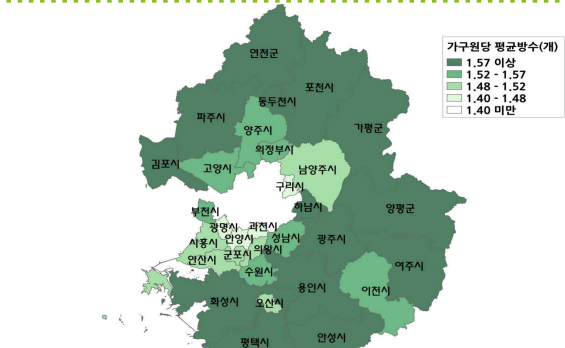 가구원당 평균방수(개)
1.57 이상
1.52 - 1.57
1.48 - 1.52
1.40 - 1.48
1.40 미만
연천군
포천시
동두천시
파주시
양주시
가평군
의정부시
김포시
고양시
남양주시
구리시
부천시
하남시
양평군
광명시
과천시
시흥시
안양시
성남시
광주시
의왕시
안산시
군포시
수원시
여주시
이천시
용인시
화성시
오산시
평택시
안성시